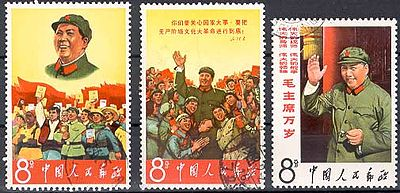 8分 中国人民邮政
你们要关心国家大事,要把
无产阶级文化大革命进行到底!
8分 中国人民邮政
毛主席万岁
8分 中国人民邮政